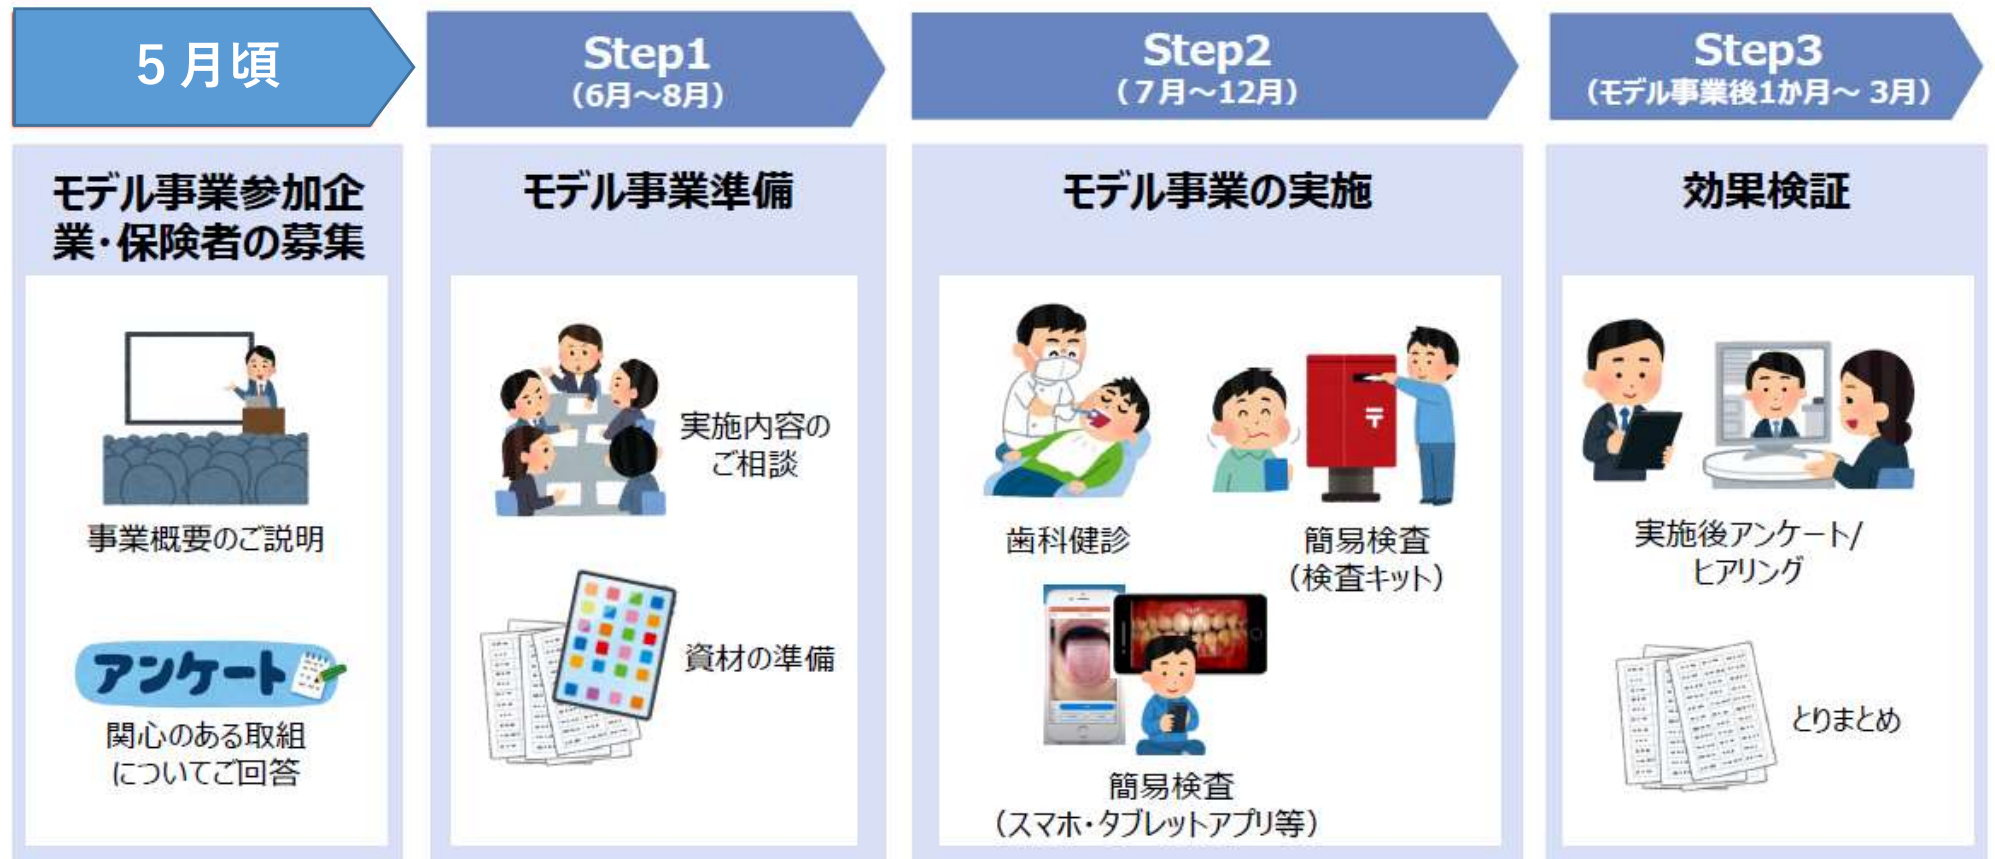 5月頃
モデル事業参加企
業・保険者の募集
事業概要のご説明
アンケート
関心のある取組
についてご回答
Step1
（6月～8月）
モデル事業準備
実施内容の
ご相談
資材の準備
Step2
（７月～12月）
モデル事業の実施
歯科健診
簡易検査
（検査キット）
簡易検査
（スマホ・タブレットアプリ等）
Step3
（モデル事業後1か月～ 3月）
効果検証
実施後アンケート/
ヒアリング
とりまとめ